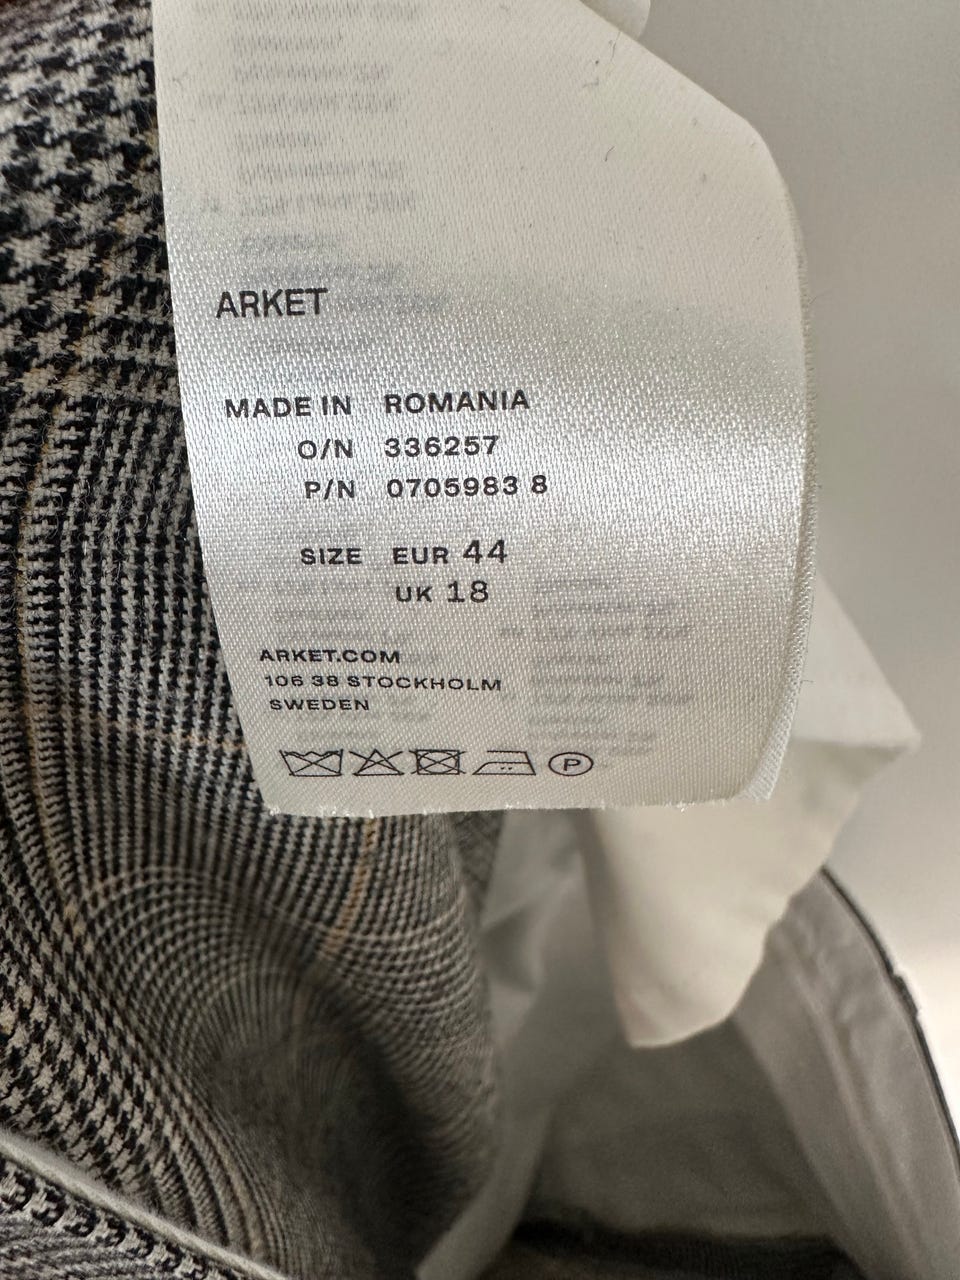 ARKET
MADE IN ROMANIA
O/N 336257
P/N 0705983 8
SIZE EUR 44
UK 18
ARKET.COM
106 38 STOCKHOLM
SWEDEN
P